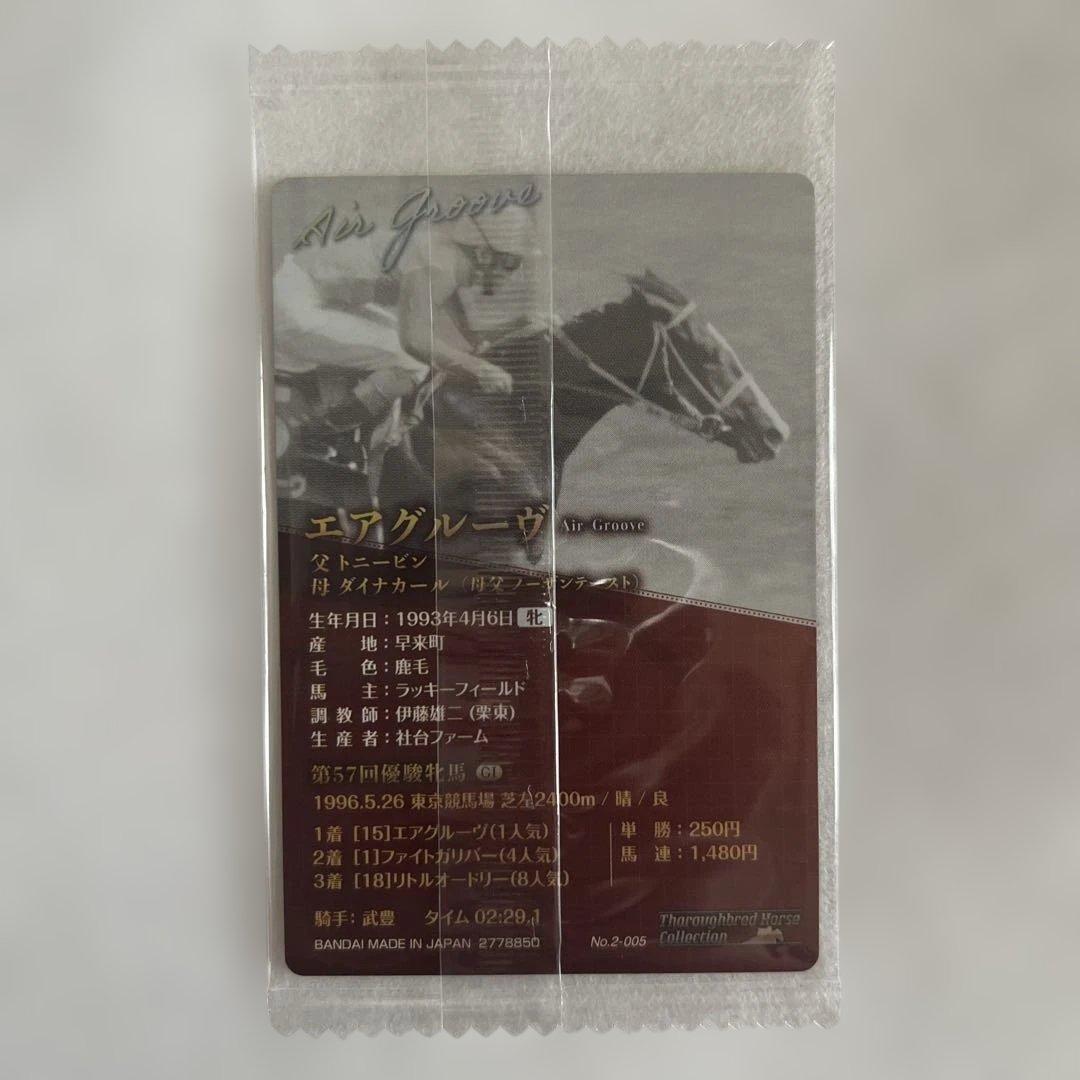 Air Groove
エアグルーヴ Air Groove
父 トニービン
母 ダイナカール（母父ノーザンテースト）
生年月日：1993年4月6日 牝
産地：早来町
毛色：鹿毛
馬主：ラッキーフィールド
調教師：伊藤雄二(栗東)
生産者：社台ファーム
第57回優駿牝馬 GI
1996.5.26 東京競馬場 芝左2400m / 晴 / 良
1着 [15]エアグルーヴ(1人気) 単勝：250円
2着 [1]ファイトガリバー(4人気) 馬連：1,480円
3着 [18]リトルオードリー(8人気)
騎手：武豊 タイム 02:29.1
BANDAI MADE IN JAPAN 2778850 No.2-005
Thoroughbred Horse
Collection